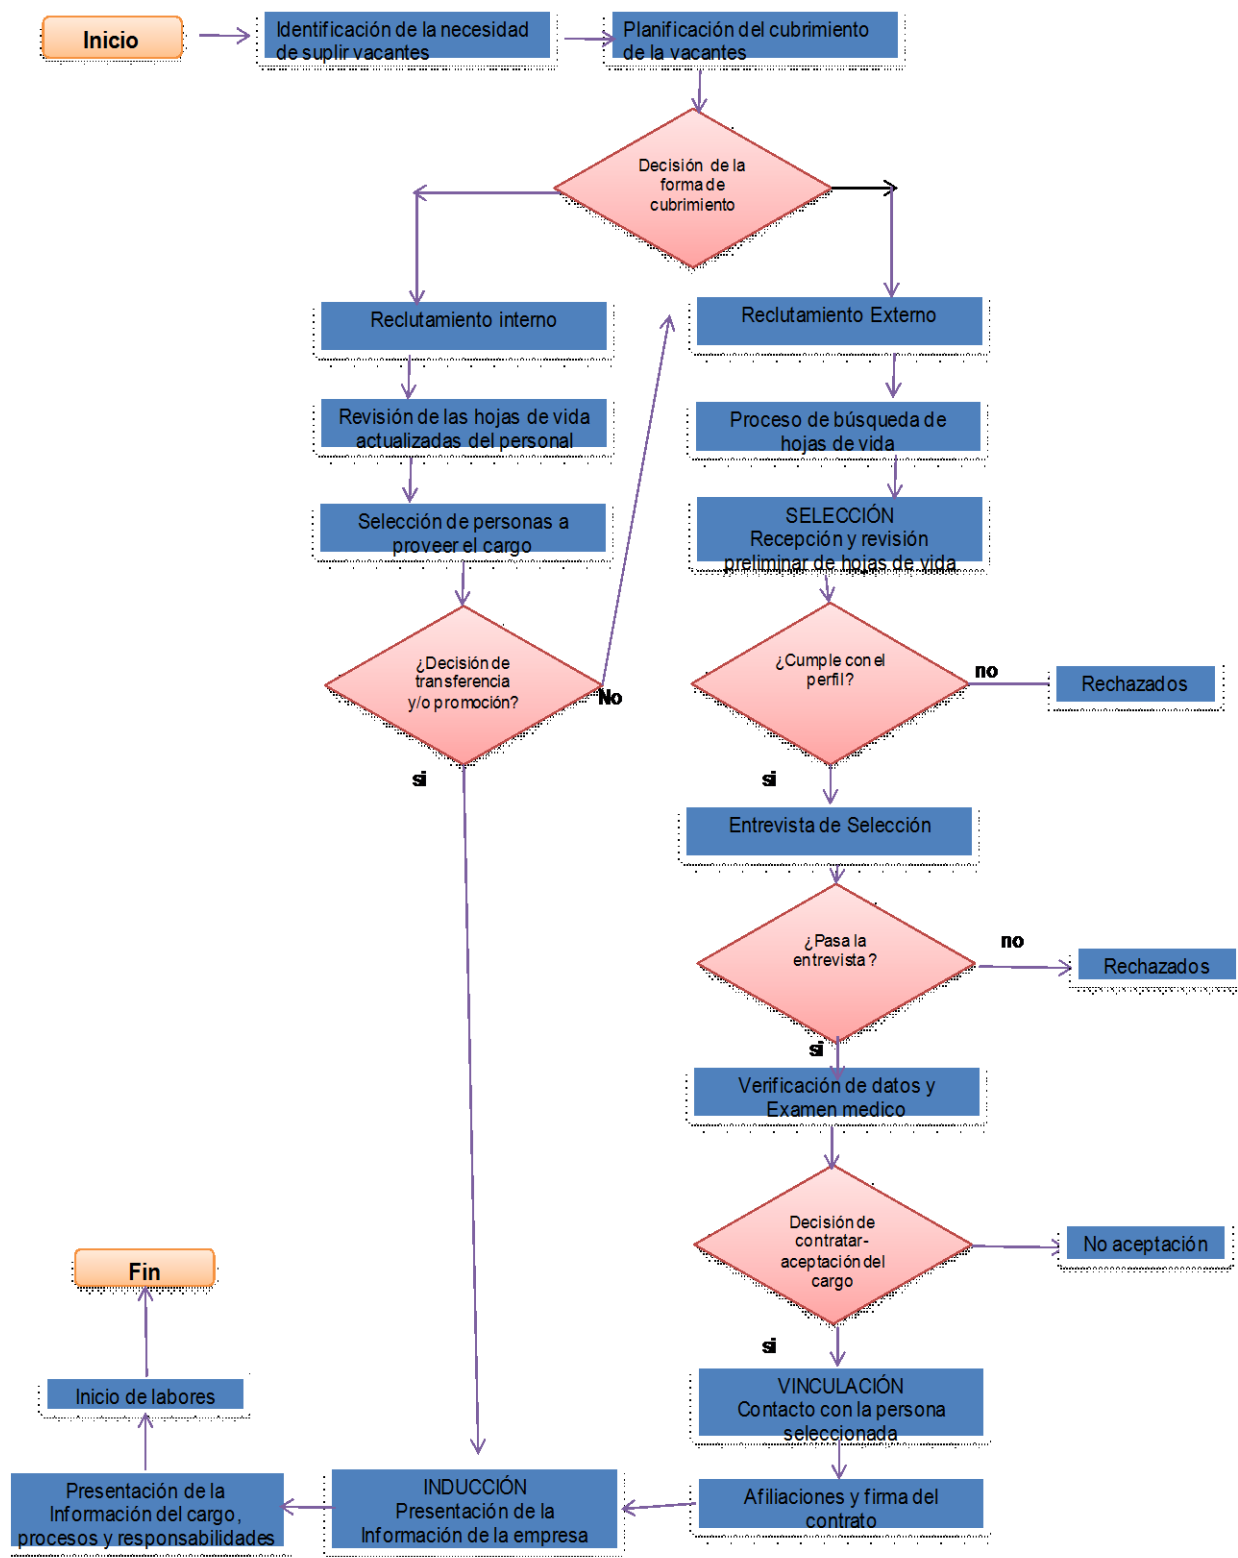 Inicio
Identificación de la necesidad
de suplir vacantes
Planificación del cubrimiento
de la vacantes
Decisión de la
forma de
cubrimiento
Reclutamiento interno
Reclutamiento Externo
Revisión de las hojas de vida
actualizadas del personal
Proceso de búsqueda de
hojas de vida
Selección de personas a
proveer el cargo
SELECCIÓN
Recepción y revisión
preliminar de hojas de vida
¿Decisión de
transferencia
y/o promoción?
No
si
¿Cumple con el
perfil?
no
Rechazados
si
Entrevista de Selección
¿Pasa la
entrevista?
no
Rechazados
si
Verificación de datos y
Examen medico
Decisión de
contratar-
aceptación del
cargo
No aceptación
si
VINCULACIÓN
Contacto con la persona
seleccionada
Afiliaciones y firma del
contrato
INDUCCIÓN
Presentación de la
Información de la empresa
Presentación de la
Información del cargo,
procesos y responsabilidades
Inicio de labores
Fin